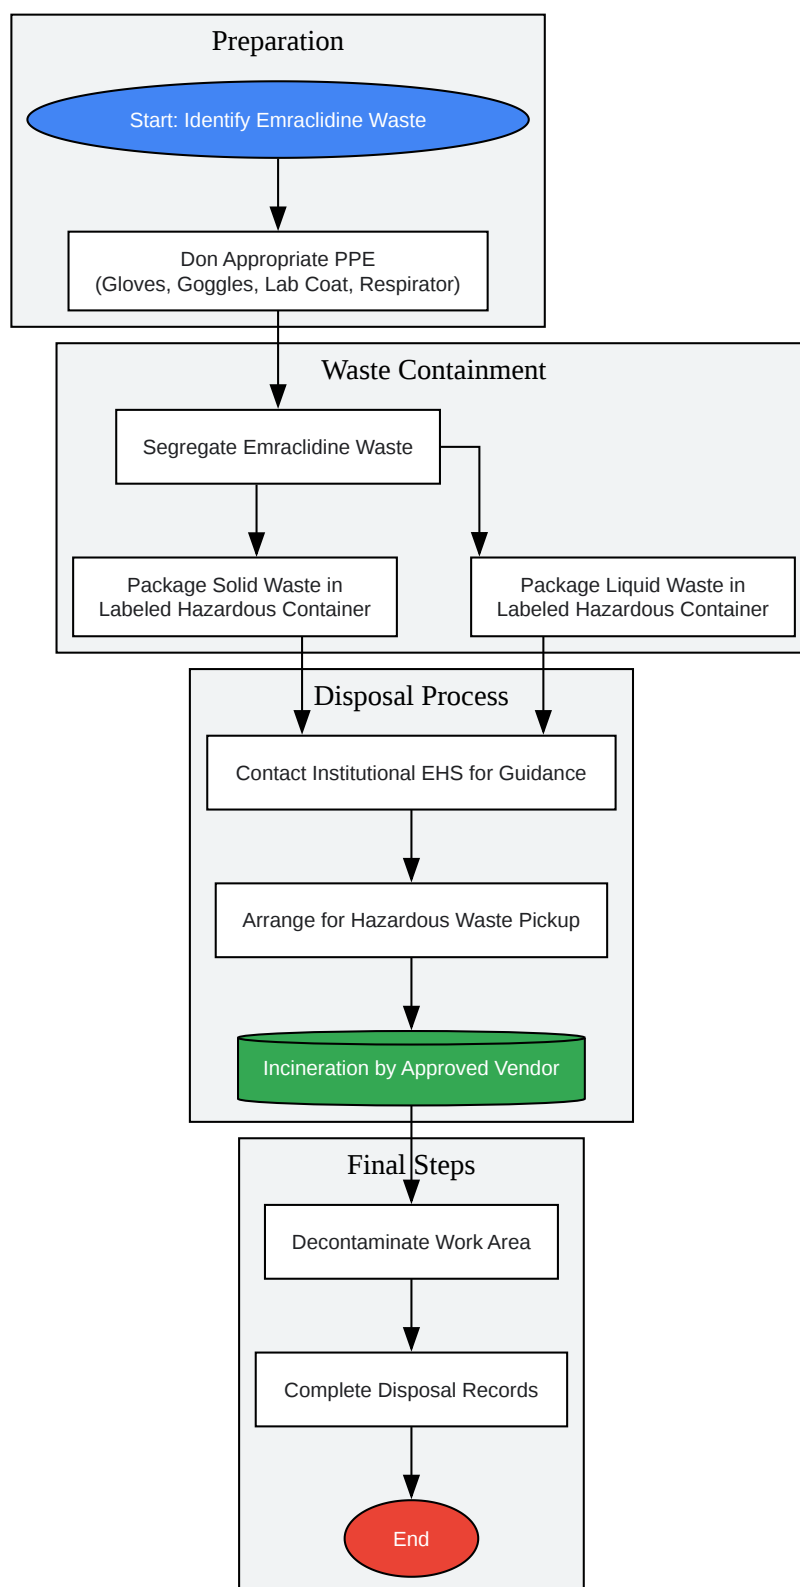 Preparation
Start: Identify Emraclidine Waste
Don Appropriate PPE
(Gloves, Goggles, Lab Coat, Respirator)
Waste Containment
Segregate Emraclidine Waste
Package Solid Waste in
Labeled Hazardous Container
Package Liquid Waste in
Labeled Hazardous Container
Disposal Process
Contact Institutional EHS for Guidance
Arrange for Hazardous Waste Pickup
Incineration by Approved Vendor
Final Steps
Decontaminate Work Area
Complete Disposal Records
End